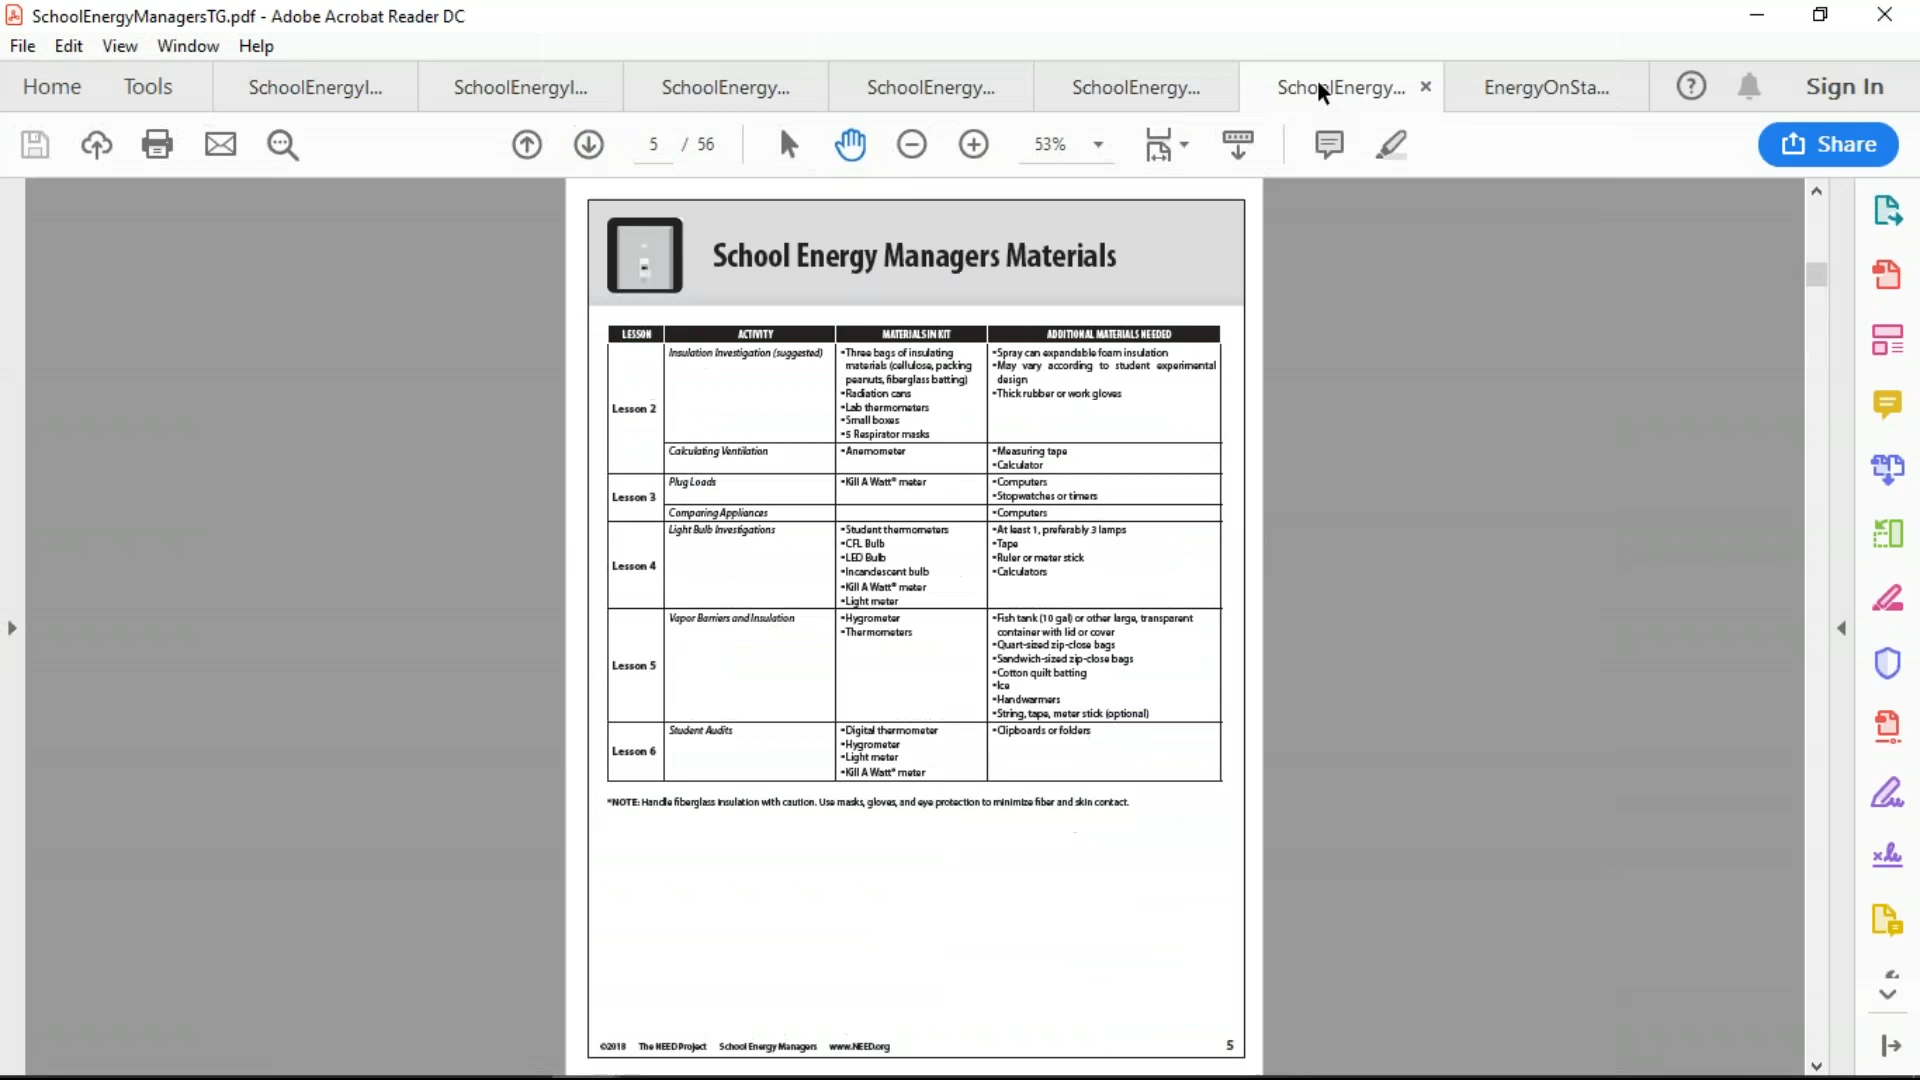 SchoolEnergyManagersTG.pdf - Adobe Acrobat Reader DC
File Edit View Window Help
Home Tools SchoolEnergyI... SchoolEnergyI... SchoolEnergy... SchoolEnergy... SchoolEnergy... SchoolEnergy... EnergyOnSta... Sign In
5 / 56 53% Share
School Energy Managers Materials
LESSON ACTIVITY MATERIALS IN KIT ADDITIONAL MATERIALS NEEDED
Lesson 2
Insulation Investigation (suggested)
▪Three bags of insulating
materials (cellulose, packing
peanuts, fiberglass batting)
▪Radiation cans
▪Lab thermometers
▪Small boxes
▪5 Respirator masks
▪Spray can expandable foam insulation
▪May vary according to student experimental
design
▪Thick rubber or work gloves
Calculating Ventilation
▪Anemometer
▪Measuring tape
▪Calculator
Lesson 3
Plug Loads
▪Kill A Watt® meter
▪Computers
▪Stopwatches or timers
Comparing Appliances
▪Computers
Lesson 4
Light Bulb Investigations
▪Student thermometers
▪CFL Bulb
▪LED Bulb
▪Incandescent bulb
▪Kill A Watt® meter
▪Light meter
▪At least 1, preferably 3 lamps
▪Tape
▪Ruler or meter stick
▪Calculators
Lesson 5
Vapor Barriers and Insulation
▪Hygrometer
▪Thermometers
▪Fish tank (10 gal) or other large, transparent
container with lid or cover
▪Quart-sized zip-close bags
▪Sandwich-sized zip-close bags
▪Cotton quilt batting
▪Ice
▪Handwarmers
▪String, tape, meter stick (optional)
Lesson 6
Student Audits
▪Digital thermometer
▪Hygrometer
▪Light meter
▪Kill A Watt® meter
▪Clipboards or folders
*NOTE: Handle fiberglass insulation with caution. Use masks, gloves, and eye protection to minimize fiber and skin contact.
©2018 The NEED Project School Energy Managers www.NEED.org 5